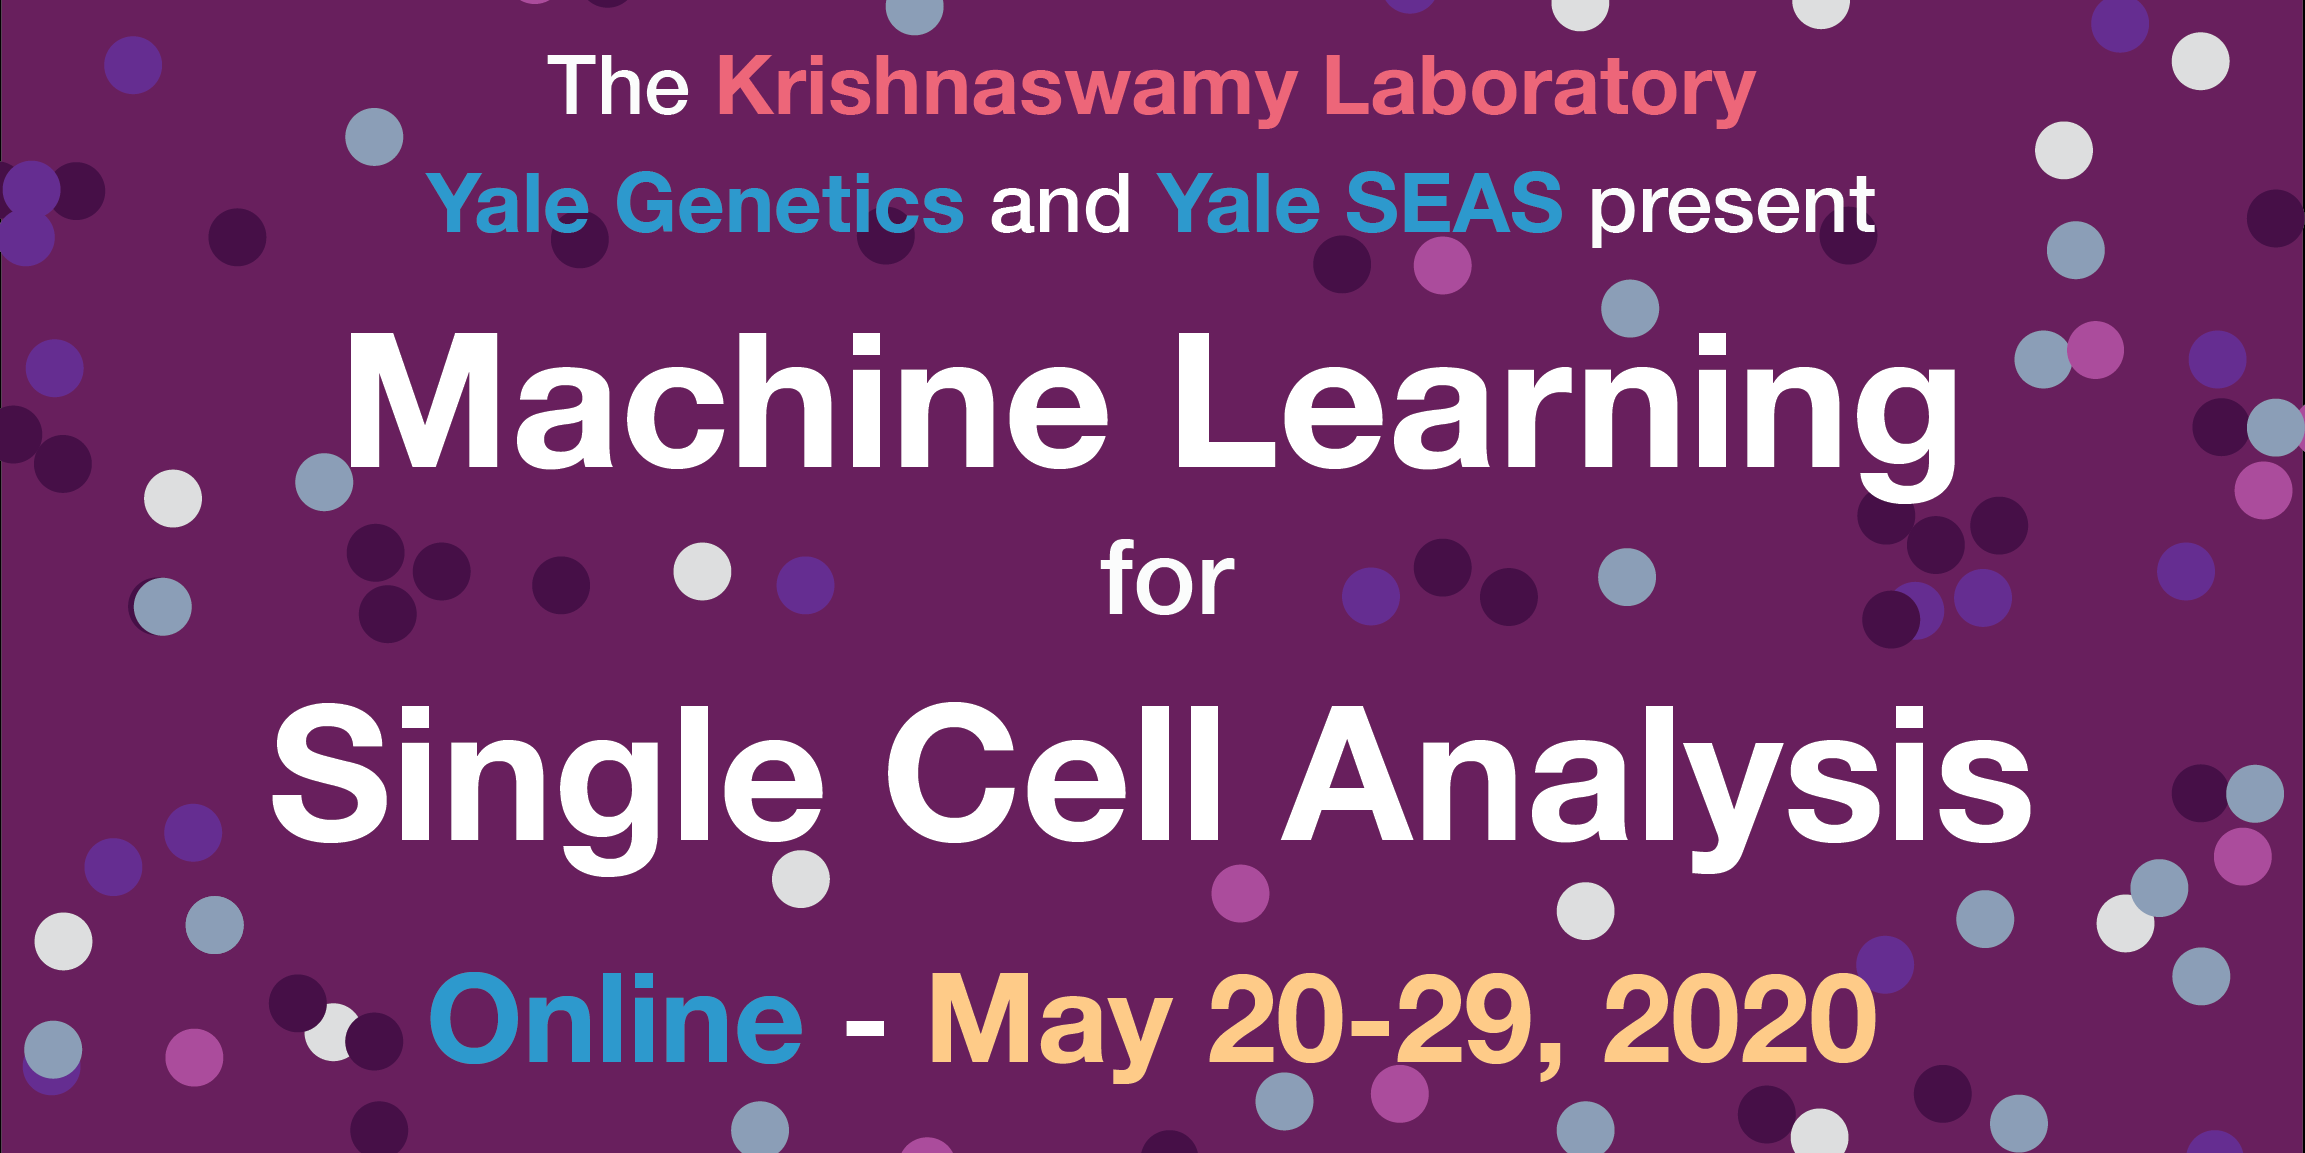 The Krishnaswamy Laboratory
Yale Genetics and Yale SEAS present
Machine Learning
for
Single Cell Analysis
Online - May 20-29, 2020